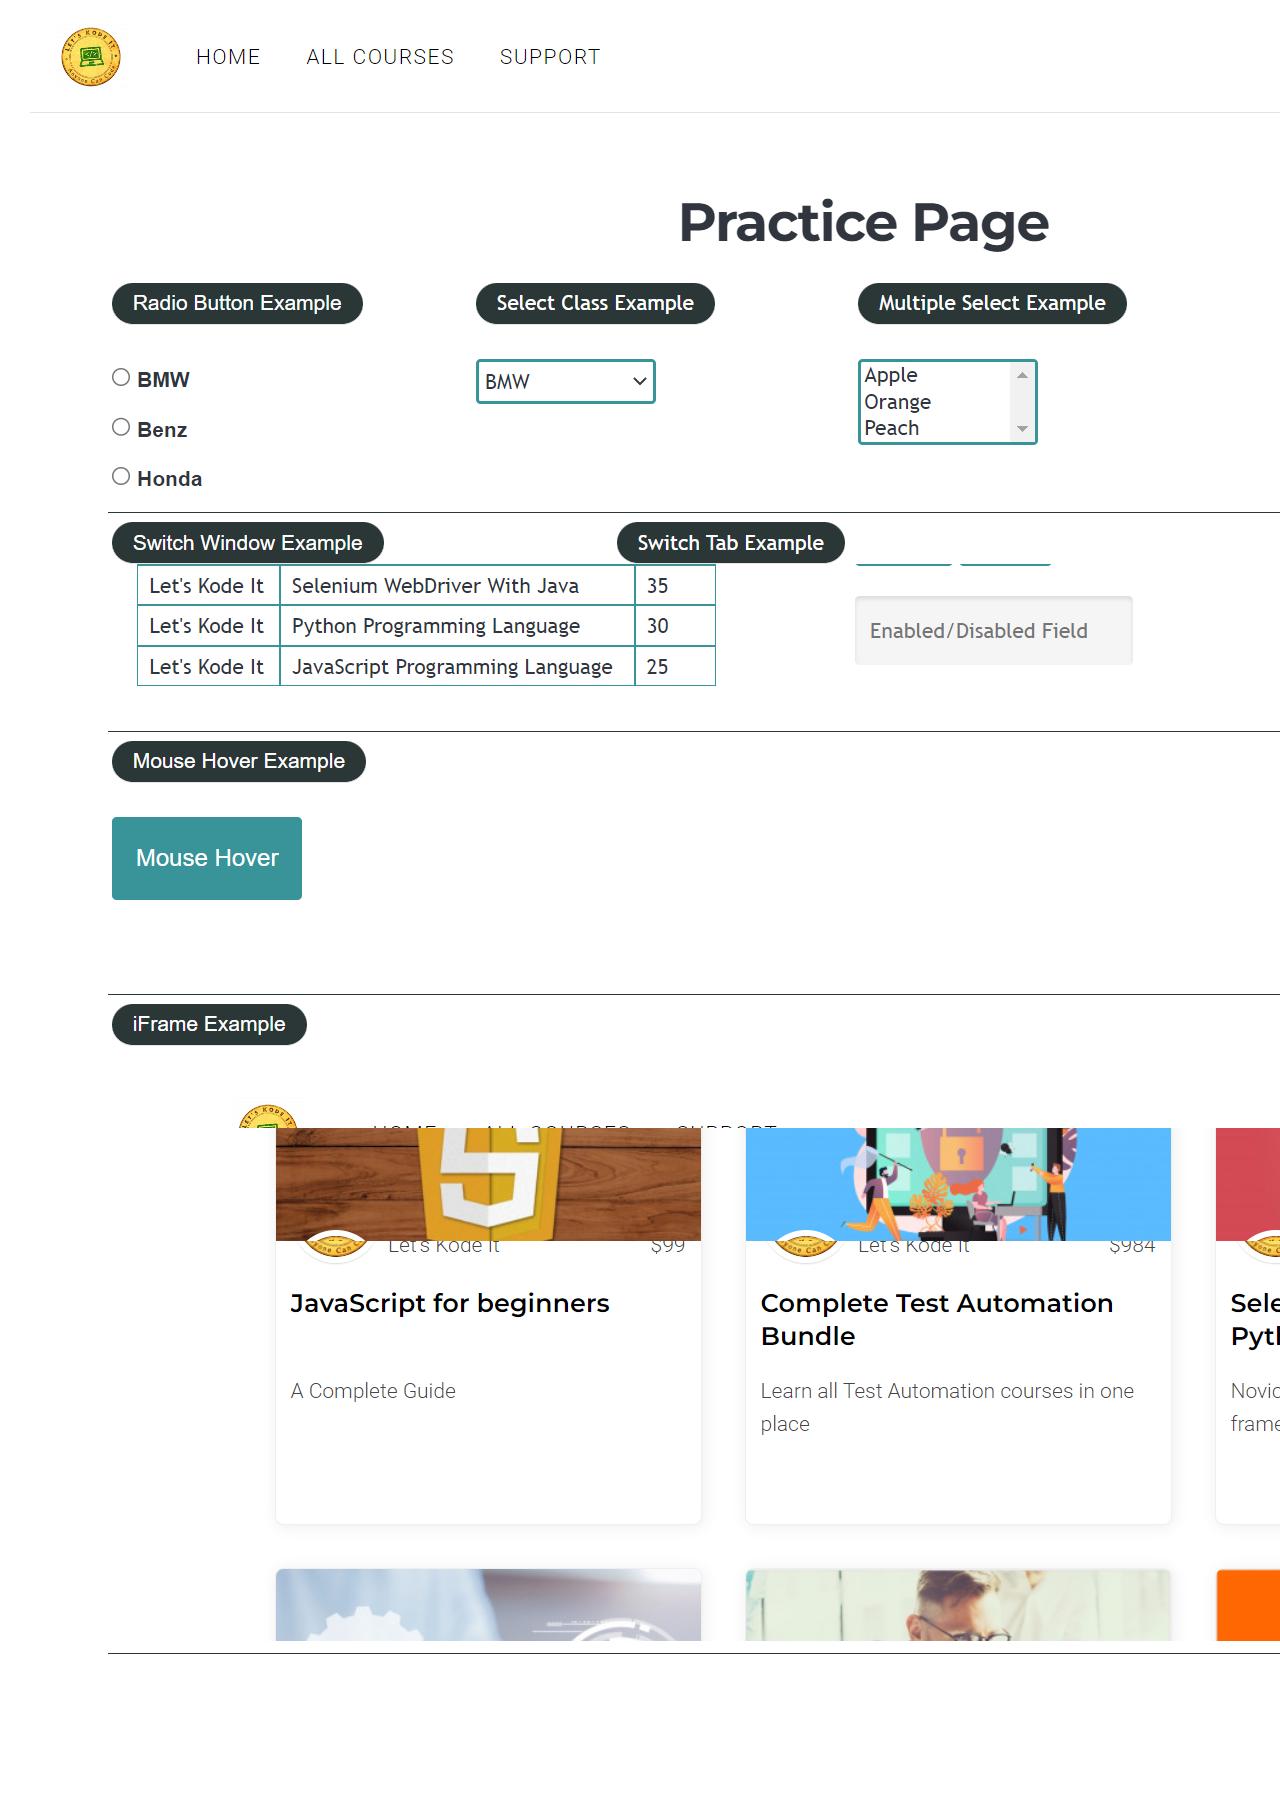 HOME ALL COURSES SUPPORT
Practice Page
Radio Button Example Select Class Example Multiple Select Example
BMW BMW Apple
Orange
Benz Peach
Honda
Switch Window Example Switch Tab Example
Let's Kode It Selenium WebDriver With Java 35
Let's Kode It Python Programming Language 30 Enabled/Disabled Field
Let's Kode It JavaScript Programming Language 25
Mouse Hover Example
Mouse Hover
iFrame Example
HOME ALL COURSES SUPPORT
Let's Kode It $99 Let's Kode It $984
JavaScript for beginners Complete Test Automation
Bundle
A Complete Guide Learn all Test Automation courses in one
place